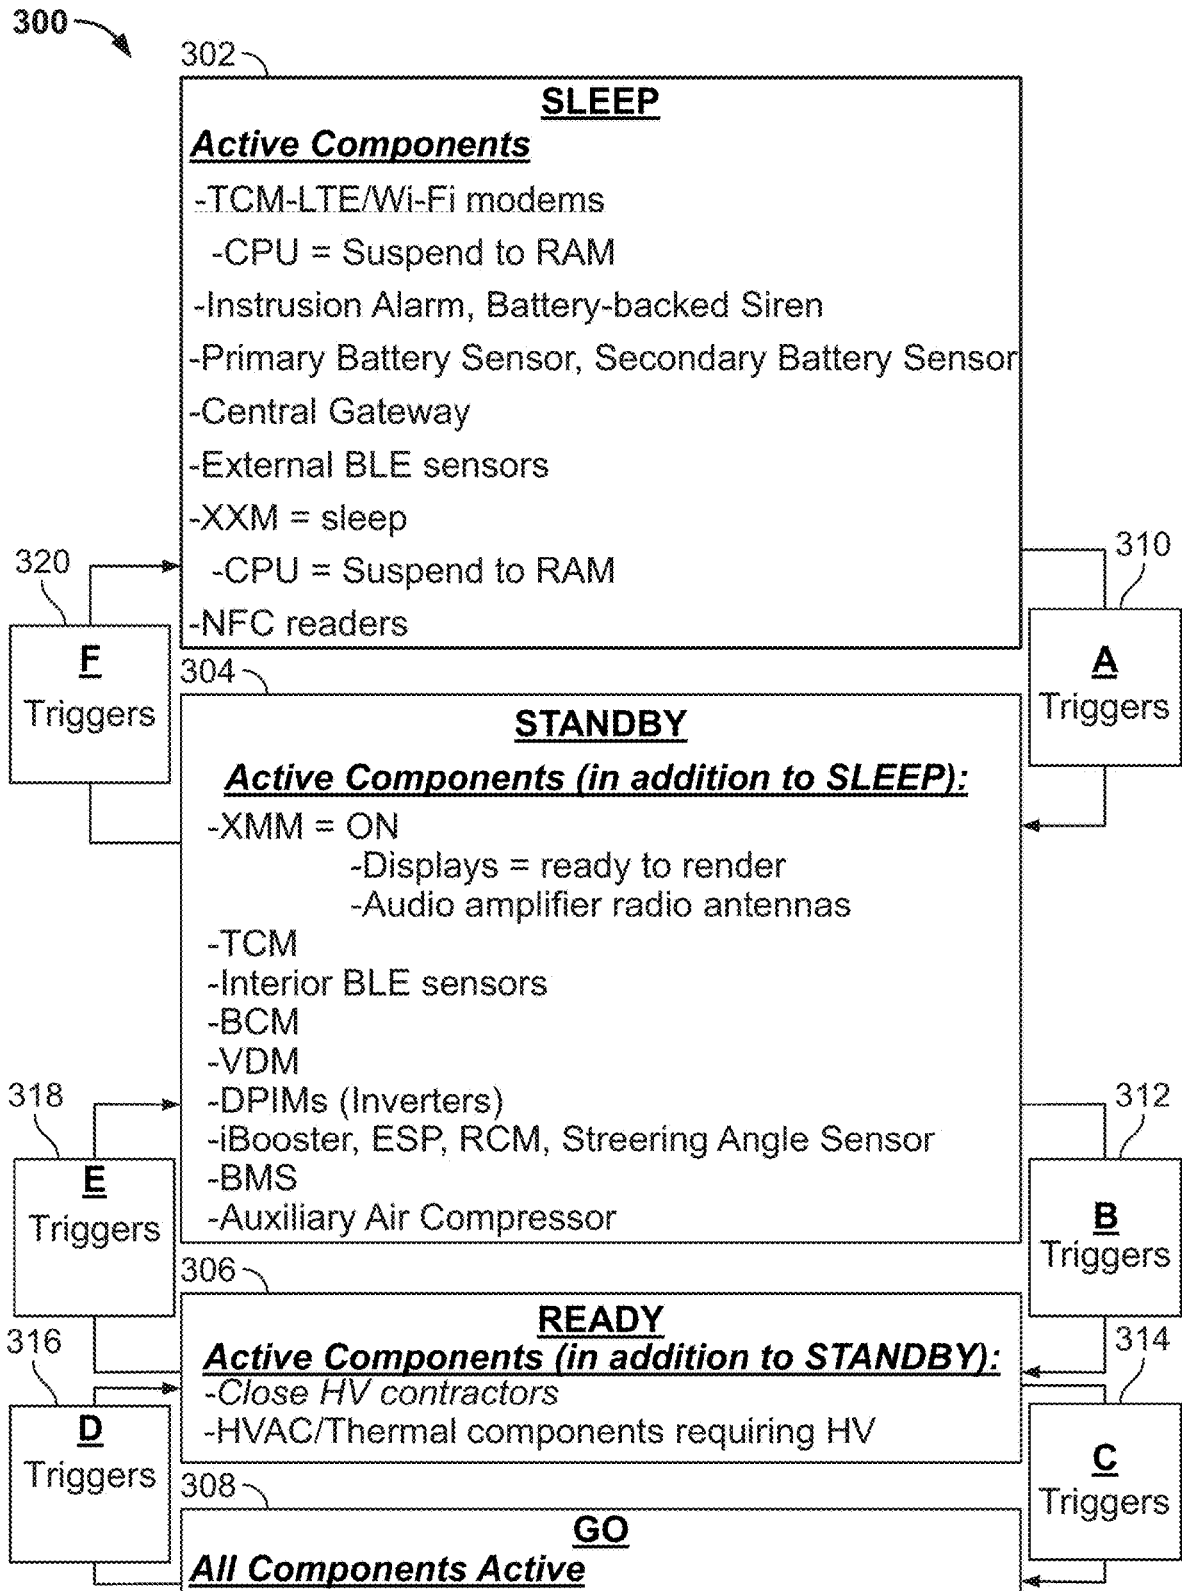 300
302
SLEEP
Active Components
-TCM-LTE/Wi-Fi modems
-CPU = Suspend to RAM
-Instrusion Alarm, Battery-backed Siren
-Primary Battery Sensor, Secondary Battery Sensor
-Central Gateway
-External BLE sensors
-XXM = sleep
-CPU = Suspend to RAM
-NFC readers
320
F
Triggers
310
A
Triggers
304
STANDBY
Active Components (in addition to SLEEP):
-XMM = ON
-Displays = ready to render
-Audio amplifier radio antennas
-TCM
-Interior BLE sensors
-BCM
-VDM
-DPIMs (Inverters)
-iBooster, ESP, RCM, Streering Angle Sensor
-BMS
-Auxiliary Air Compressor
318
E
Triggers
312
B
Triggers
306
READY
Active Components (in addition to STANDBY):
-Close HV contractors
-HVAC/Thermal components requiring HV
316
D
Triggers
314
C
Triggers
308
GO
All Components Active